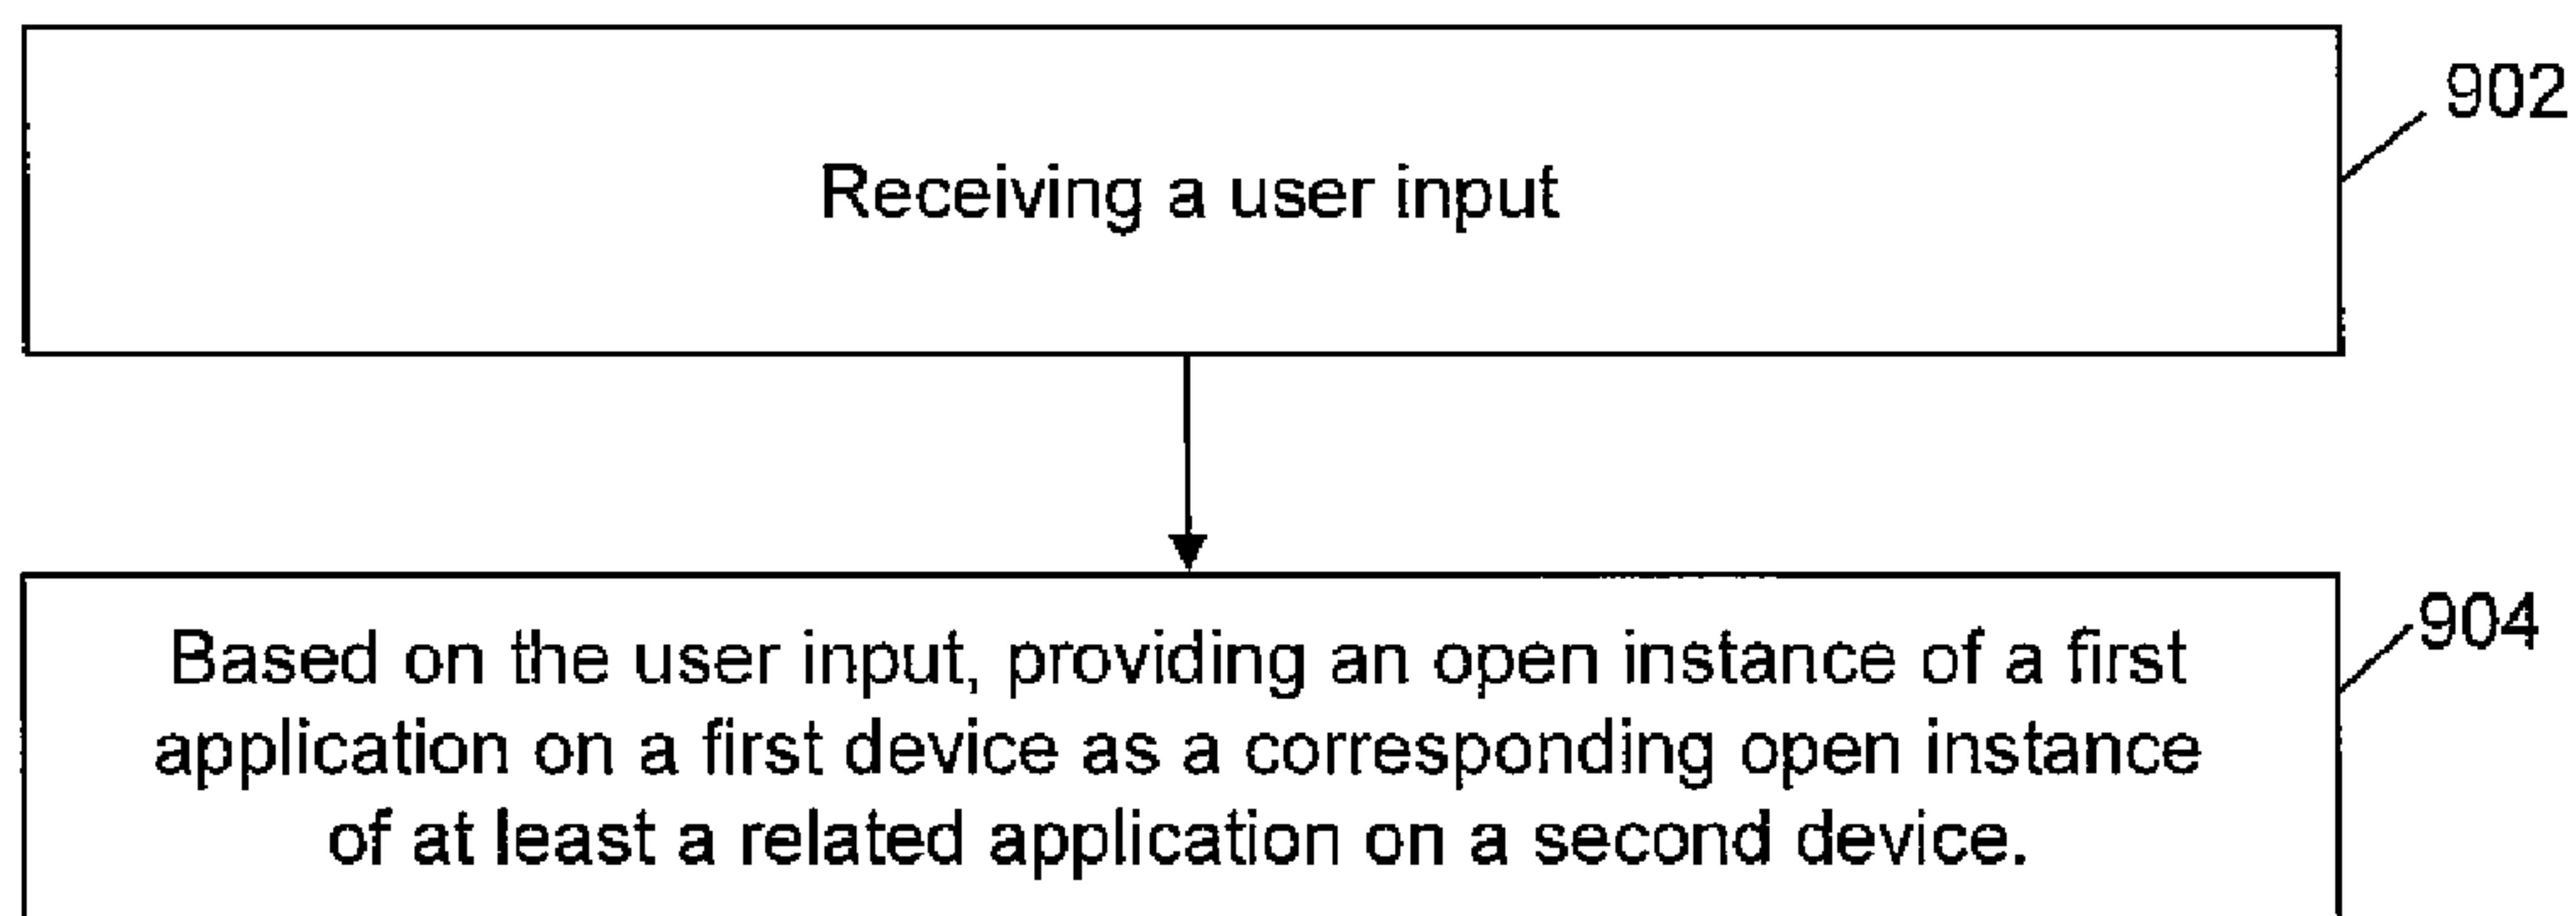 902
Receiving a user input
904
Based on the user input, providing an open instance of a first
application on a first device as a corresponding open instance
of at least a related application on a second device.